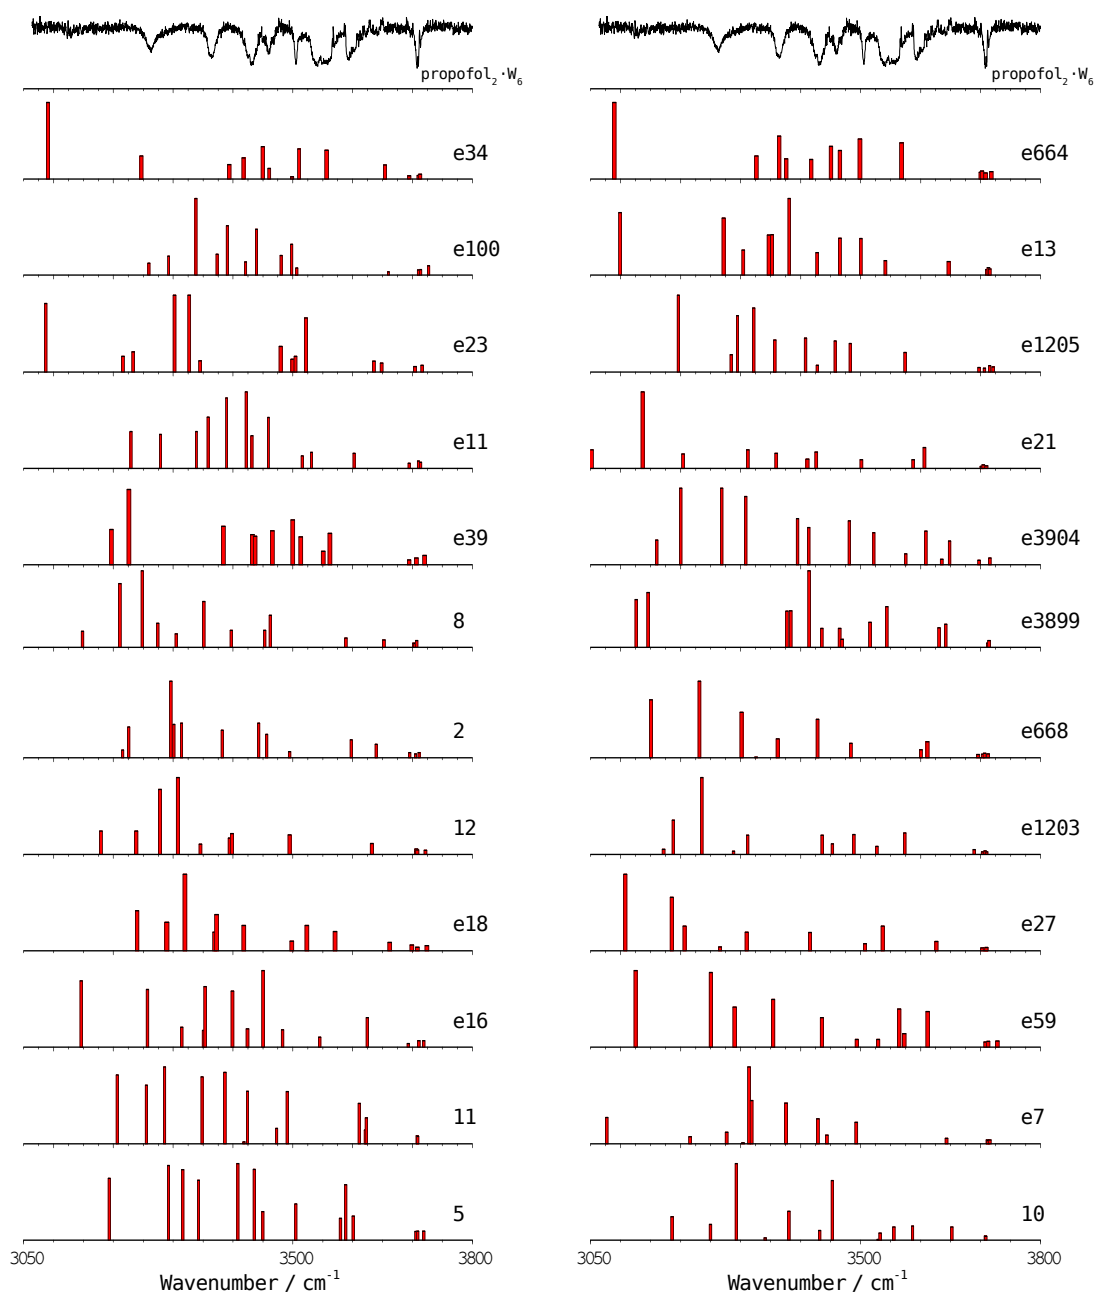 propofol₂·W₆
propofol₂·W₆
e34
e664
e100
e13
e23
e1205
e11
e21
e39
e3904
8
e3899
2
e668
12
e1203
e18
e27
e16
e59
11
e7
5
10
3050 3500 3800
3050 3500 3800
Wavenumber / cm⁻¹
Wavenumber / cm⁻¹